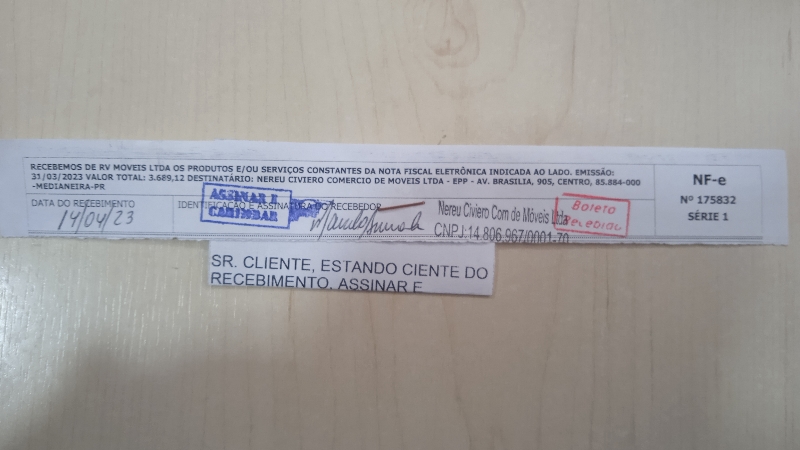 RECEBEMOS DE RV MOVEIS LTDA OS PRODUTOS E/OU SERVIÇOS CONSTANTES DA NOTA FISCAL ELETRÔNICA INDICADA AO LADO. EMISSÃO:
31/03/2023 VALOR TOTAL: 3.689,12 DESTINATÁRIO: NEREU CIVIERO COMERCIO DE MOVEIS LTDA - EPP - AV. BRASILIA, 905, CENTRO, 85.884-000
-MEDIANEIRA-PR
NF-e
Nº 175832
SÉRIE 1
DATA DO RECEBIMENTO
14/04/23
IDENTIFICAÇÃO E ASSINATURA DO RECEBEDOR
ASSINAR E
CARIMBAR
Nereu Civiero Com de Móveis Ltda
CNPJ:14.806.967/0001-70
Boleto
SR. CLIENTE, ESTANDO CIENTE DO
RECEBIMENTO, ASSINAR E